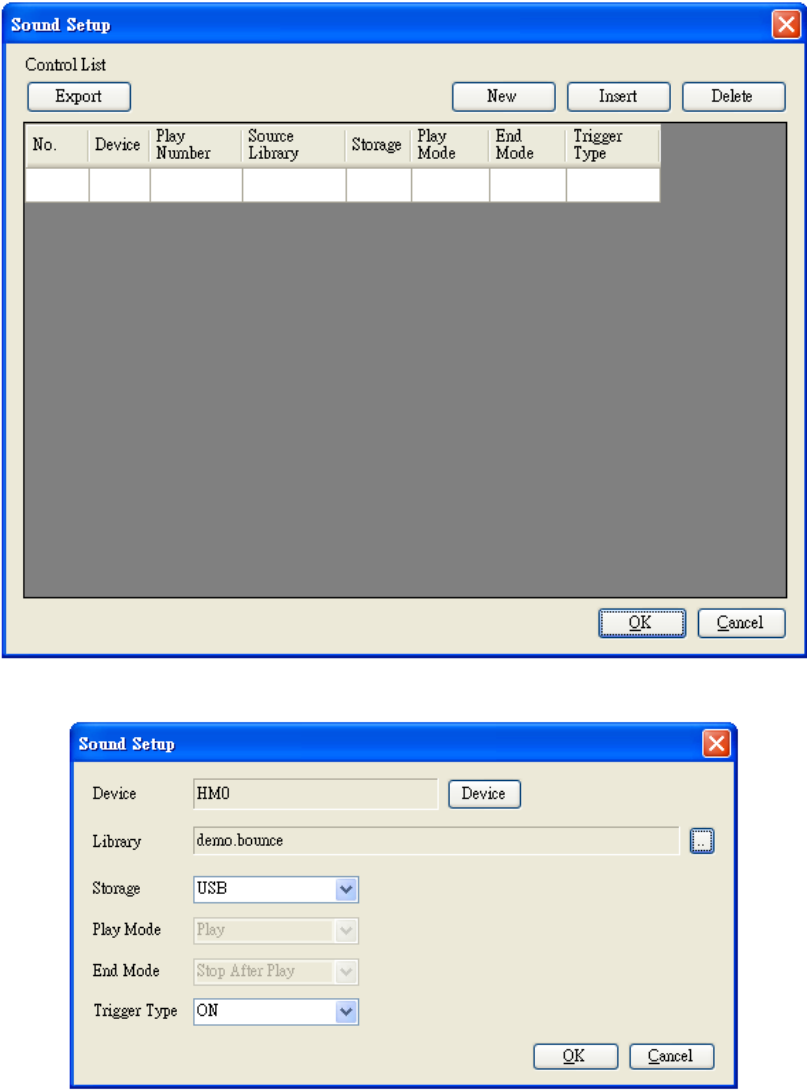 Sound Setup
Control List
Export New Insert Delete
No. Device Play Number Source Library Storage Play Mode End Mode Trigger Type
OK Cancel
Sound Setup
Device HM0 Device
Library demo.bounce ..
Storage USB
Play Mode Play
End Mode Stop After Play
Trigger Type ON
OK Cancel